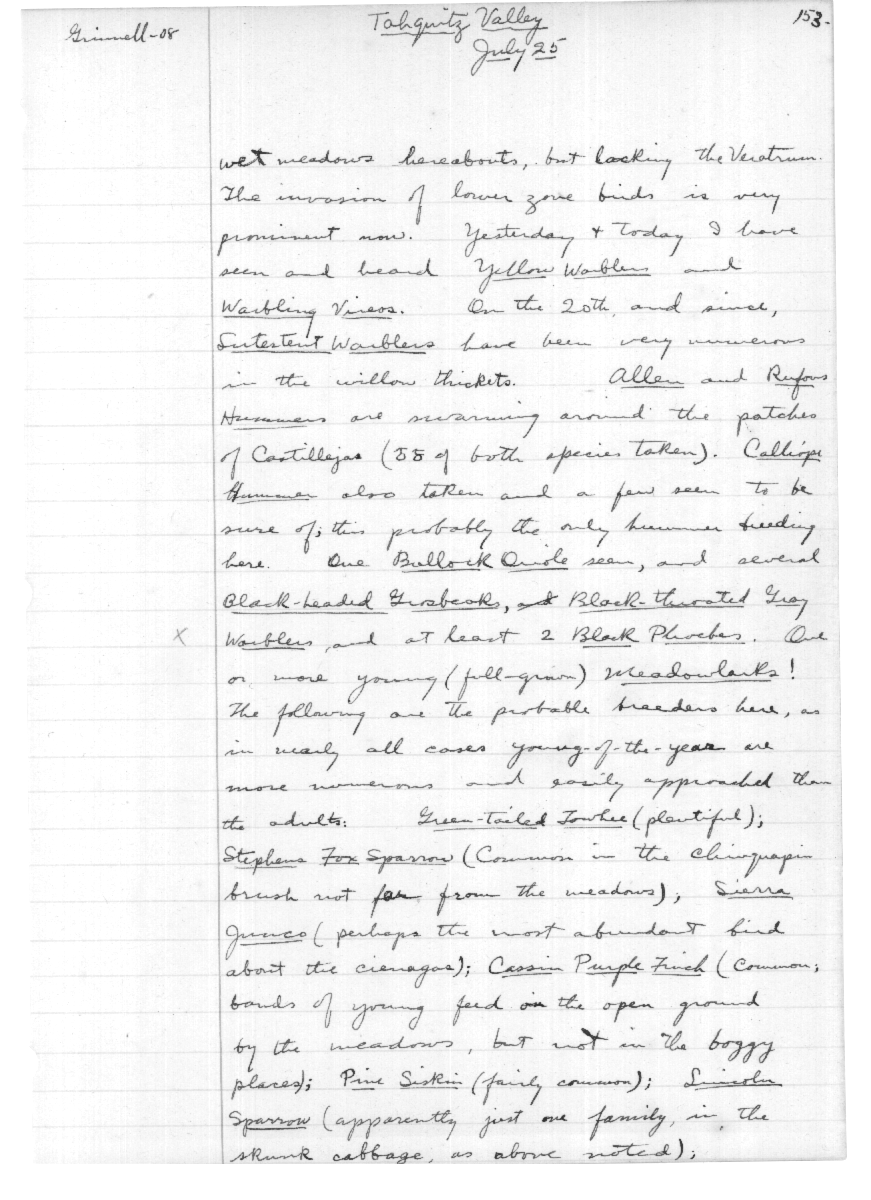 Grinnell-08
Tahquitz Valley
July 25
153-
wet meadows hereabouts, but lacking the Veratrum.
The invasion of lower zone birds is very
prominent now. Yesterday & Today I have
seen and heard Yellow Warblers and
Warbling Vireos. On the 20th, and since,
Lutescent Warblers have been very numerous
in the willow thickets. Allen and Rufous
Hummers are swarming around the patches
of Castillejas (♂♂ of both species taken). Calliope
Hummer also taken and a few seen to be
sure of; this probably the only hummer breeding
here. One Bullock Oriole seen, and several
Black-headed Grosbeaks, Black-throated Gray
X Warblers, and at least 2 Black Phoebes. One
or more young (full-grown) Meadowlarks!
The following are the probable breeders here, as
in nearly all cases young-of-the-year are
more numerous and easily approached than
the adults: Green-tailed Towhee (plentiful);
Stephens Fox Sparrow (Common in the chinquapin
brush not far from the meadows); Sierra
Junco (perhaps the most abundant bird
about the cienagas); Cassin Purple Finch (Common;
bands of young feed on the open ground
by the meadows, but not in the boggy
places); Pine Siskin (fairly common); Lincoln
Sparrow (apparently just one family, in the
skunk cabbage, as above noted);